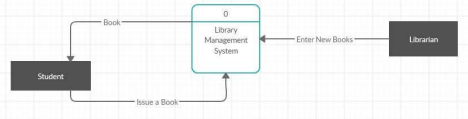 0
Book
Library
Management
System
Enter New Books
Librarian
Student
Issue a Book